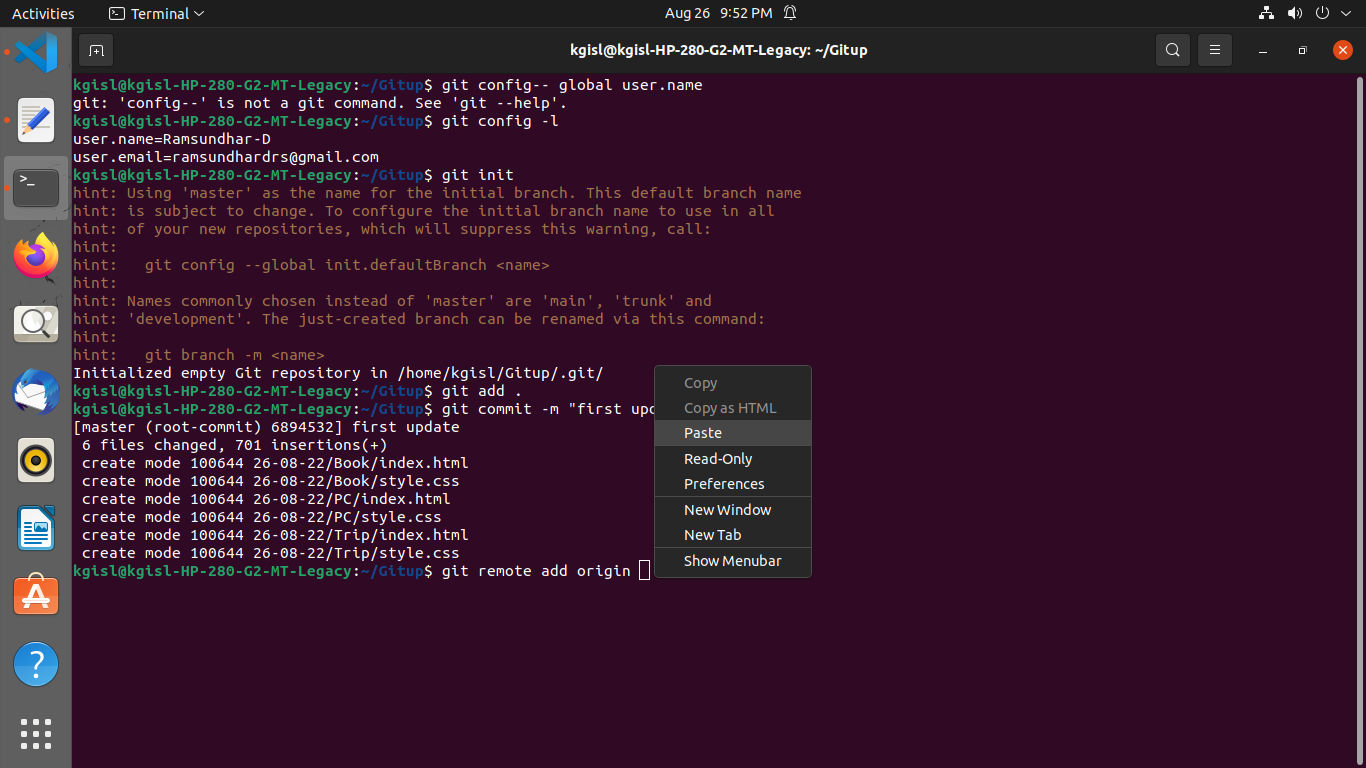 Activities
Terminal
Aug 26 9:52 PM
kgisl@kgisl-HP-280-G2-MT-Legacy: ~/Gitup
kgisl@kgisl-HP-280-G2-MT-Legacy:~/Gitup$ git config-- global user.name
git: 'config--' is not a git command. See 'git --help'.
kgisl@kgisl-HP-280-G2-MT-Legacy:~/Gitup$ git config -l
user.name=Ramsundhar-D
user.email=ramsundhardrs@gmail.com
kgisl@kgisl-HP-280-G2-MT-Legacy:~/Gitup$ git init
hint: Using 'master' as the name for the initial branch. This default branch name
hint: is subject to change. To configure the initial branch name to use in all
hint: of your new repositories, which will suppress this warning, call:
hint:
hint:   git config --global init.defaultBranch <name>
hint:
hint: Names commonly chosen instead of 'master' are 'main', 'trunk' and
hint: 'development'. The just-created branch can be renamed via this command:
hint:
hint:   git branch -m <name>
Initialized empty Git repository in /home/kgisl/Gitup/.git/
kgisl@kgisl-HP-280-G2-MT-Legacy:~/Gitup$ git add .
kgisl@kgisl-HP-280-G2-MT-Legacy:~/Gitup$ git commit -m "first
[master (root-commit) 6894532] first update
 6 files changed, 701 insertions(+)
 create mode 100644 26-08-22/Book/index.html
 create mode 100644 26-08-22/Book/style.css
 create mode 100644 26-08-22/PC/index.html
 create mode 100644 26-08-22/PC/style.css
 create mode 100644 26-08-22/Trip/index.html
 create mode 100644 26-08-22/Trip/style.css
kgisl@kgisl-HP-280-G2-MT-Legacy:~/Gitup$ git remote add origin
Copy
Copy as HTML
Paste
Read-Only
Preferences
New Window
New Tab
Show Menubar